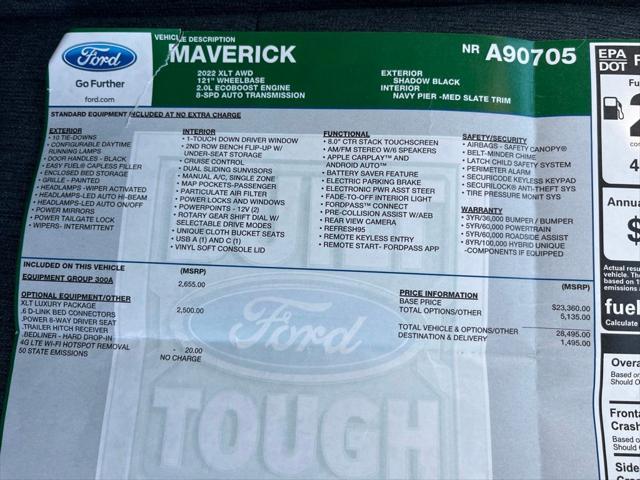 Ford
Go Further
ford.com
VEHICLE DESCRIPTION
MAVERICK
2022 XLT AWD
121" WHEELBASE
2.0L ECOBOOST ENGINE
8-SPD AUTO TRANSMISSION
NR A90705
EXTERIOR
SHADOW BLACK
INTERIOR
NAVY PIER -MED SLATE TRIM
STANDARD EQUIPMENT INCLUDED AT NO EXTRA CHARGE
EXTERIOR
• 10 TIE-DOWNS
• CONFIGURABLE DAYTIME
RUNNING LAMPS
• DOOR HANDLES - BLACK
• EASY FUEL® CAPLESS FILLER
• ENCLOSED BED STORAGE
• GRILLE - PAINTED
• HEADLAMPS -WIPER ACTIVATED
• HEADLAMPS-LED AUTO HI-BEAM
• HEADLAMPS-LED AUTO ON/OFF
• POWER MIRRORS
• POWER TAILGATE LOCK
• WIPERS- INTERMITTENT
INTERIOR
• 1-TOUCH DOWN DRIVER WINDOW
• 2ND ROW BENCH FLIP-UP W/
UNDER-SEAT STORAGE
• CRUISE CONTROL
• DUAL SLIDING SUNVISORS
• MANUAL A/C, SINGLE ZONE
• MAP POCKETS-PASSENGER
• PARTICULATE AIR FILTER
• POWER LOCKS AND WINDOWS
• POWERPOINTS - 12V (2)
• ROTARY GEAR SHIFT DIAL W/
SELECTABLE DRIVE MODES
• UNIQUE CLOTH BUCKET SEATS
• USB A (1) AND C (1)
• VINYL SOFT CONSOLE LID
FUNCTIONAL
• 8.0" CTR STACK TOUCHSCREEN
• AM/FM STEREO W/6 SPEAKERS
• APPLE CARPLAY™ AND
ANDROID AUTO™
• BATTERY SAVER FEATURE
• ELECTRIC PARKING BRAKE
• ELECTRONIC PWR ASST STEER
• FADE-TO-OFF INTERIOR LIGHT
• FORDPASS™ CONNECT
• PRE-COLLISION ASSIST W/AEB
• REAR VIEW CAMERA
• REFRESH95
• REMOTE KEYLESS ENTRY
• REMOTE START- FORDPASS APP
SAFETY/SECURITY
• AIRBAGS - SAFETY CANOPY®
• BELT-MINDER CHIME
• LATCH CHILD SAFETY SYSTEM
• PERIMETER ALARM
• SECURICODE KEYLESS KEYPAD
• SECURILOCK® ANTI-THEFT SYS
• TIRE PRESSURE MONIT SYS
WARRANTY
• 3YR/36,000 BUMPER / BUMPER
• 5YR/60,000 POWERTRAIN
• 5YR/60,000 ROADSIDE ASSIST
• 8YR/100,000 HYBRID UNIQUE
-COMPONENTS IF EQUIPPED
INCLUDED ON THIS VEHICLE
(MSRP)
EQUIPMENT GROUP 300A
2,655.00
OPTIONAL EQUIPMENT/OTHER
XLT LUXURY PACKAGE 2,500.00
.6 D-LINK BED CONNECTORS
.POWER 8-WAY DRIVER SEAT
.TRAILER HITCH RECEIVER
.BEDLINER - HARD DROP-IN
4G LTE WI-FI HOTSPOT REMOVAL - 20.00
50 STATE EMISSIONS NO CHARGE
PRICE INFORMATION
(MSRP)
BASE PRICE $23,360.00
TOTAL OPTIONS/OTHER 5,135.00
TOTAL VEHICLE & OPTIONS/OTHER 28,495.00
DESTINATION & DELIVERY 1,495.00
Ford
TOUGH
EPA
DOT
Annua
$
Actual resu
vehicle. The
based on 1
emissions a
fuel
Calculate
Overa
Based on
Should O
Fronta
Crash
Based o
Should
Side